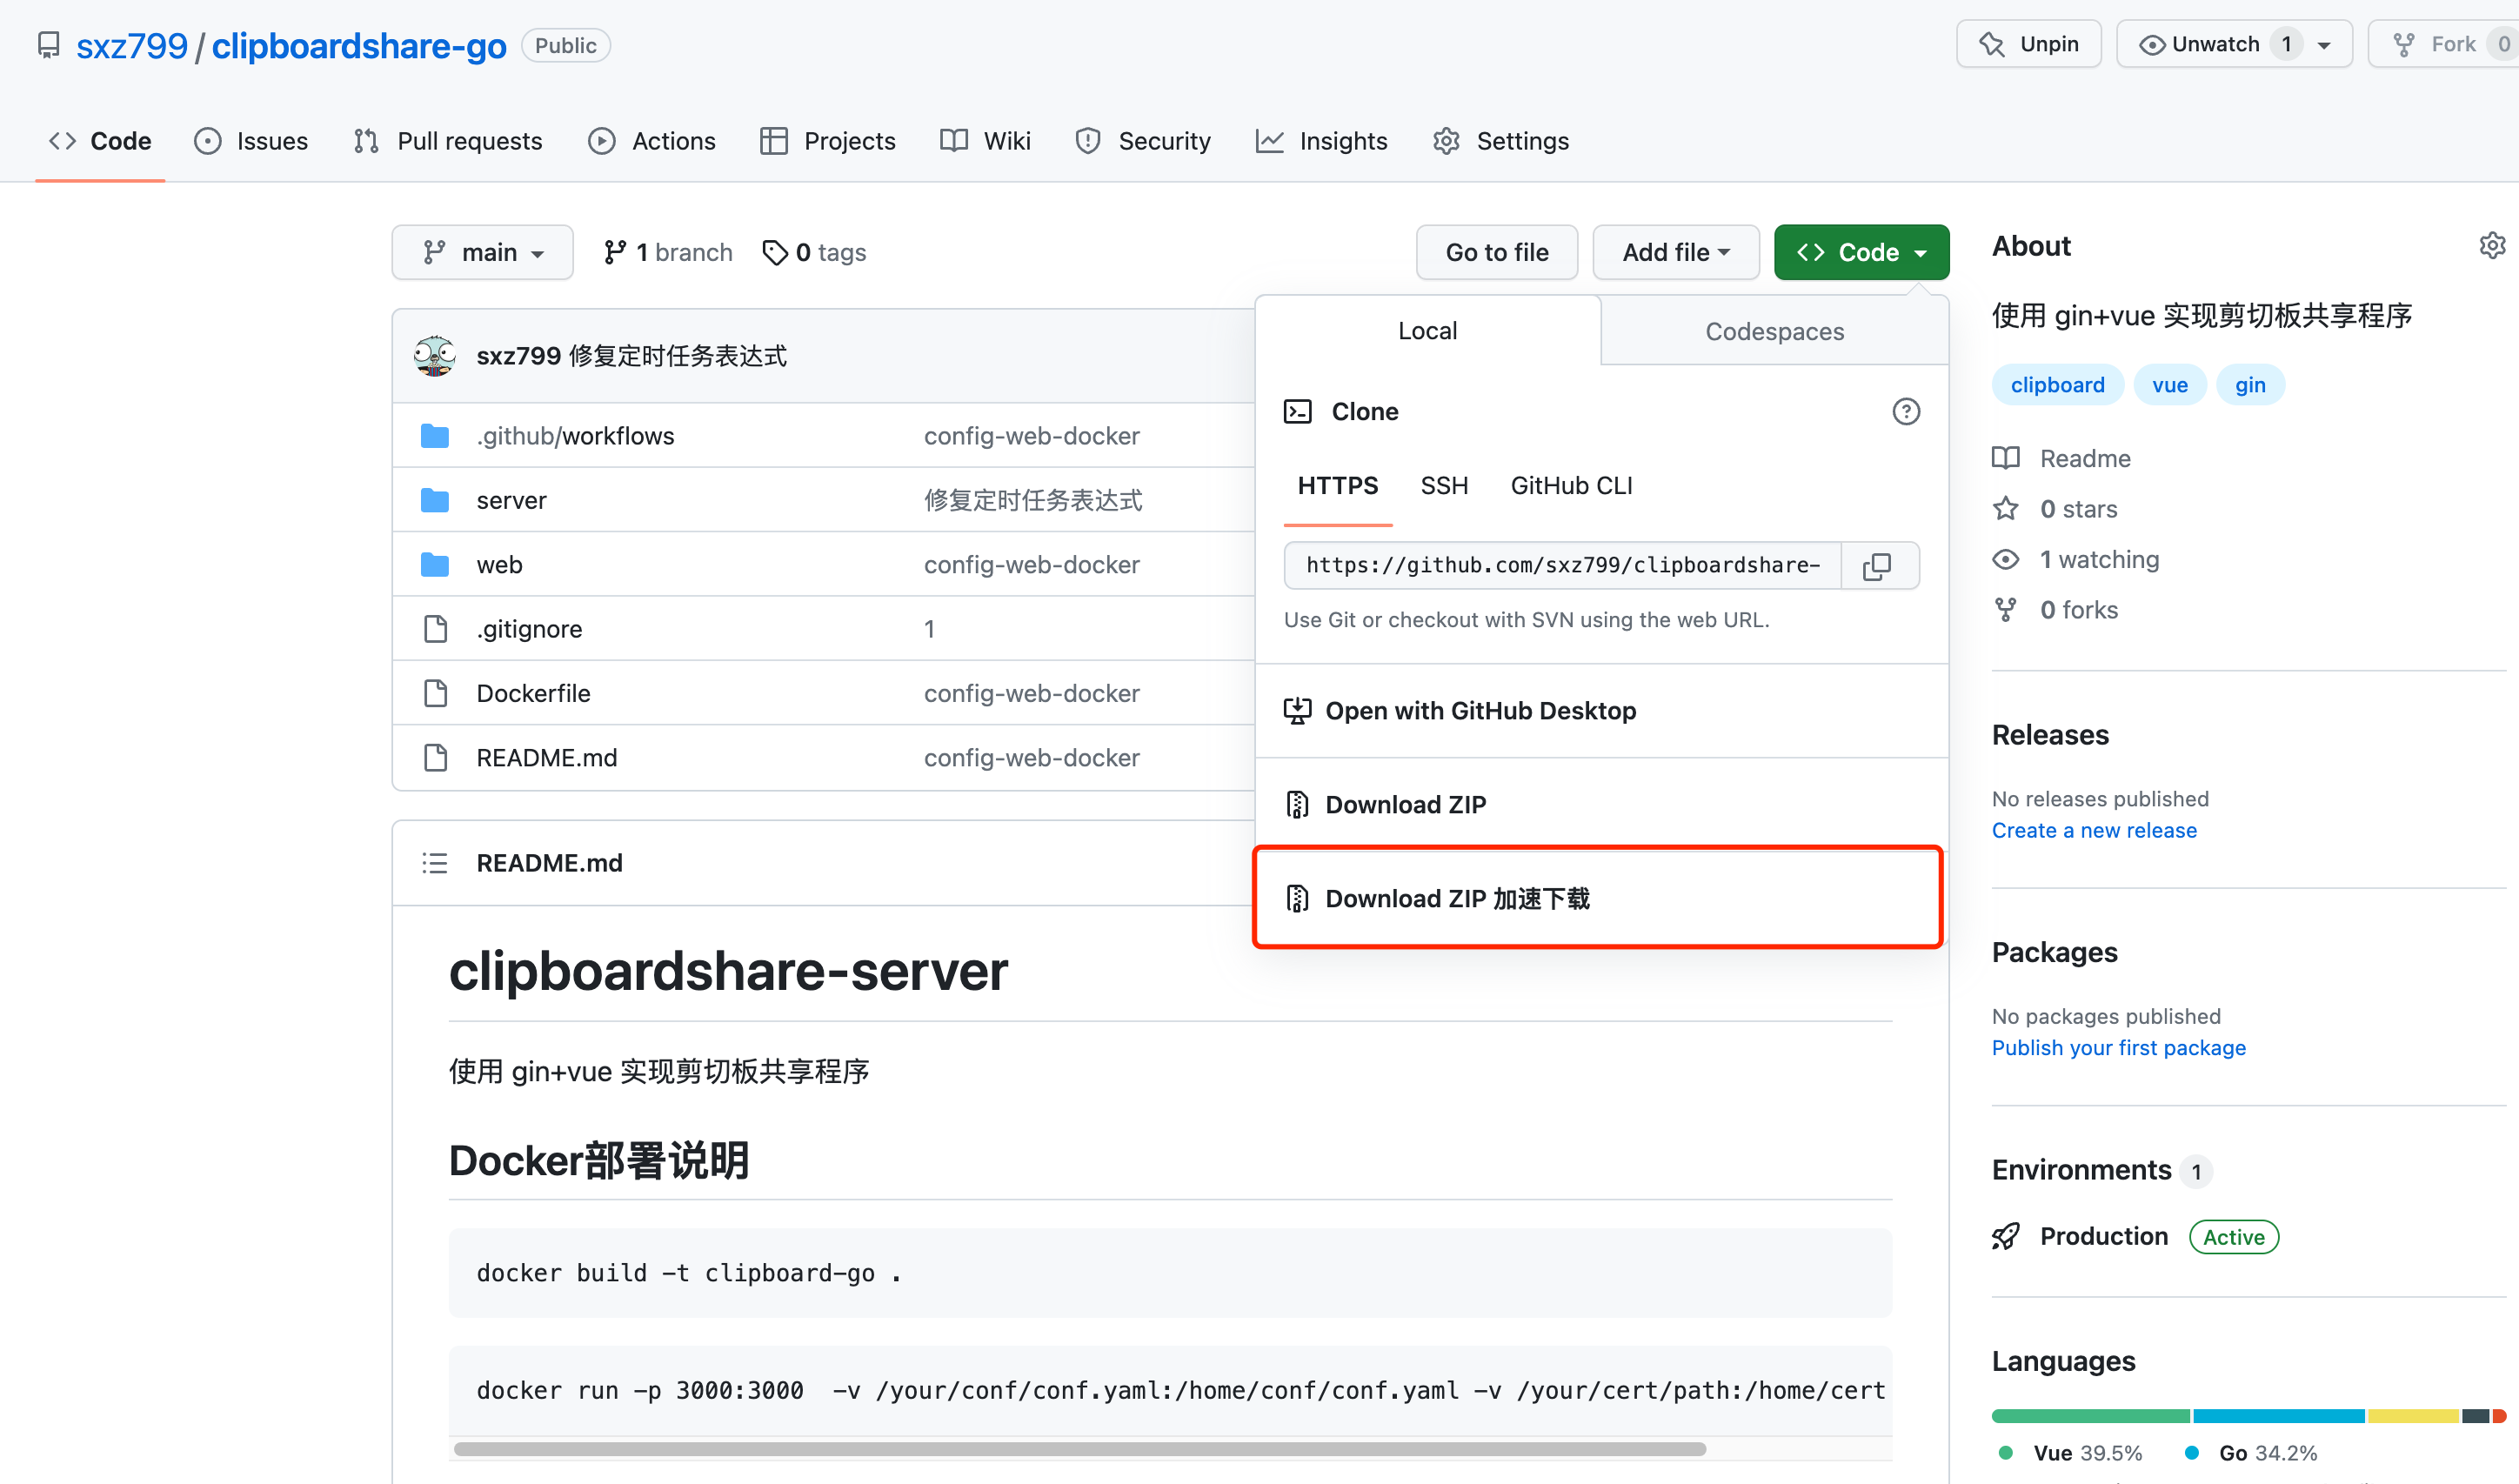 sxz799 / clipboardshare-go Public
Unpin
Unwatch 1
Fork 0
Code
Issues
Pull requests
Actions
Projects
Wiki
Security
Insights
Settings
main
1 branch
0 tags
Go to file
Add file
Code
sxz799 修复定时任务表达式
.github/workflows config-web-docker
server 修复定时任务表达式
web config-web-docker
.gitignore 1
Dockerfile config-web-docker
README.md config-web-docker
Local
Codespaces
Clone
HTTPS SSH GitHub CLI
https://github.com/sxz799/clipboardshare-
Use Git or checkout with SVN using the web URL.
Open with GitHub Desktop
Download ZIP
Download ZIP 加速下载
README.md
clipboardshare-server
使用 gin+vue 实现剪切板共享程序
Docker部署说明
docker build -t clipboard-go .
docker run -p 3000:3000  -v /your/conf/conf.yaml:/home/conf/conf.yaml -v /your/cert/path:/home/cert
About
使用 gin+vue 实现剪切板共享程序
clipboard vue gin
Readme
0 stars
1 watching
0 forks
Releases
No releases published
Create a new release
Packages
No packages published
Publish your first package
Environments 1
Production Active
Languages
Vue 39.5% Go 34.2%